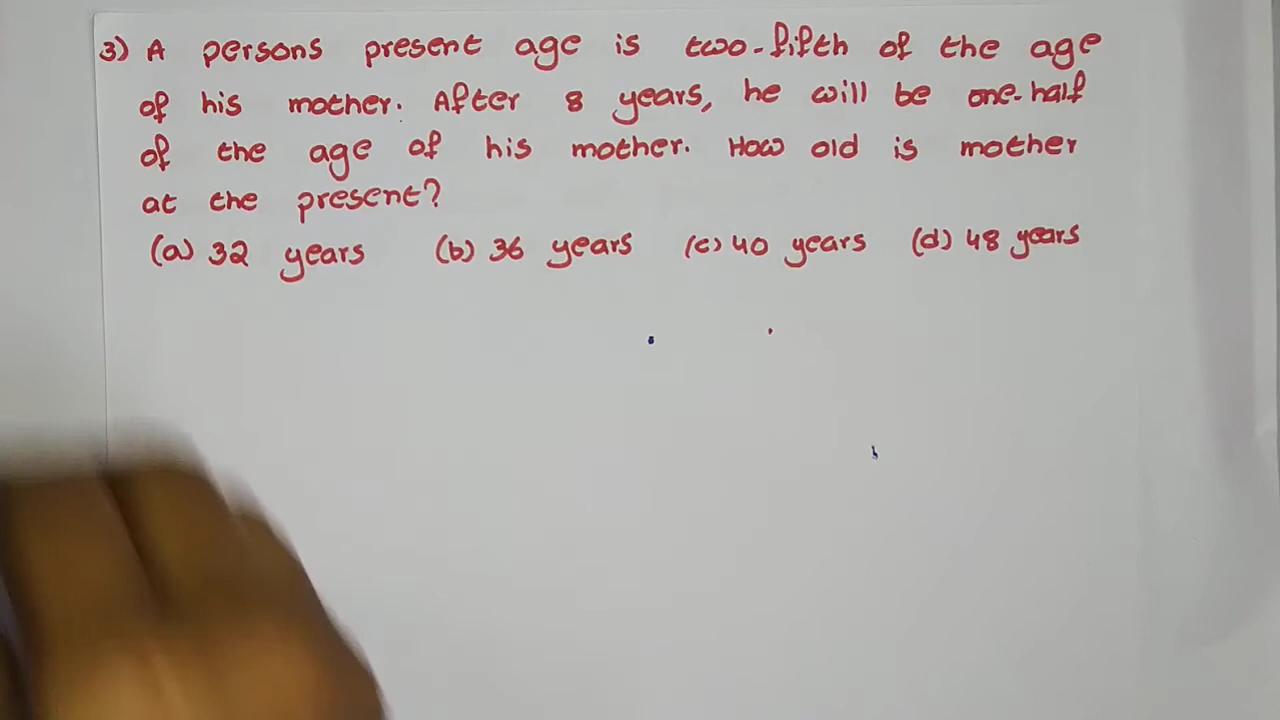 3) A persons present age is two-fifth of the age
of his mother. After 8 years, he will be one-half
of the age of his mother. How old is mother
at the present?
(a) 32 years (b) 36 years (c) 40 years (d) 48 years